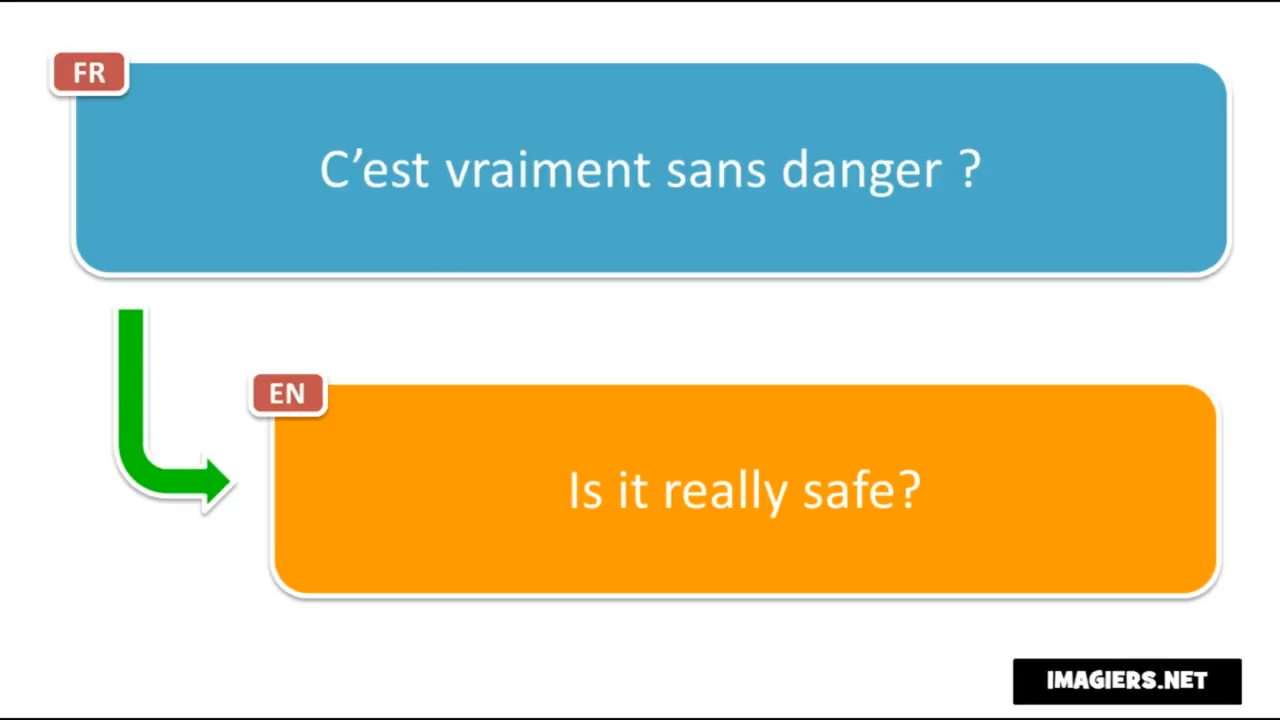 FR
C’est vraiment sans danger ?
EN
Is it really safe?
IMAGIERS.NET